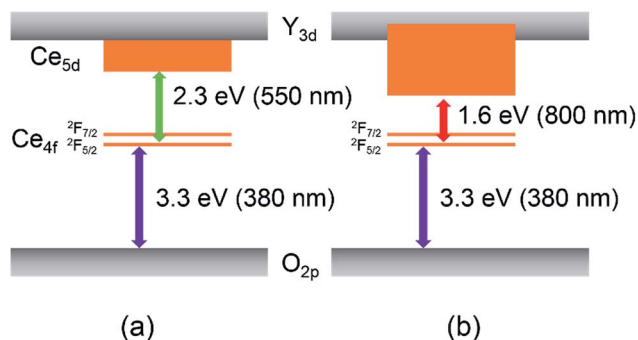 Y3d
Ce5d
2.3 eV (550 nm)
1.6 eV (800 nm)
Ce4f
2F7/2
2F5/2
2F7/2
2F5/2
3.3 eV (380 nm)
3.3 eV (380 nm)
O2p
(a)
(b)